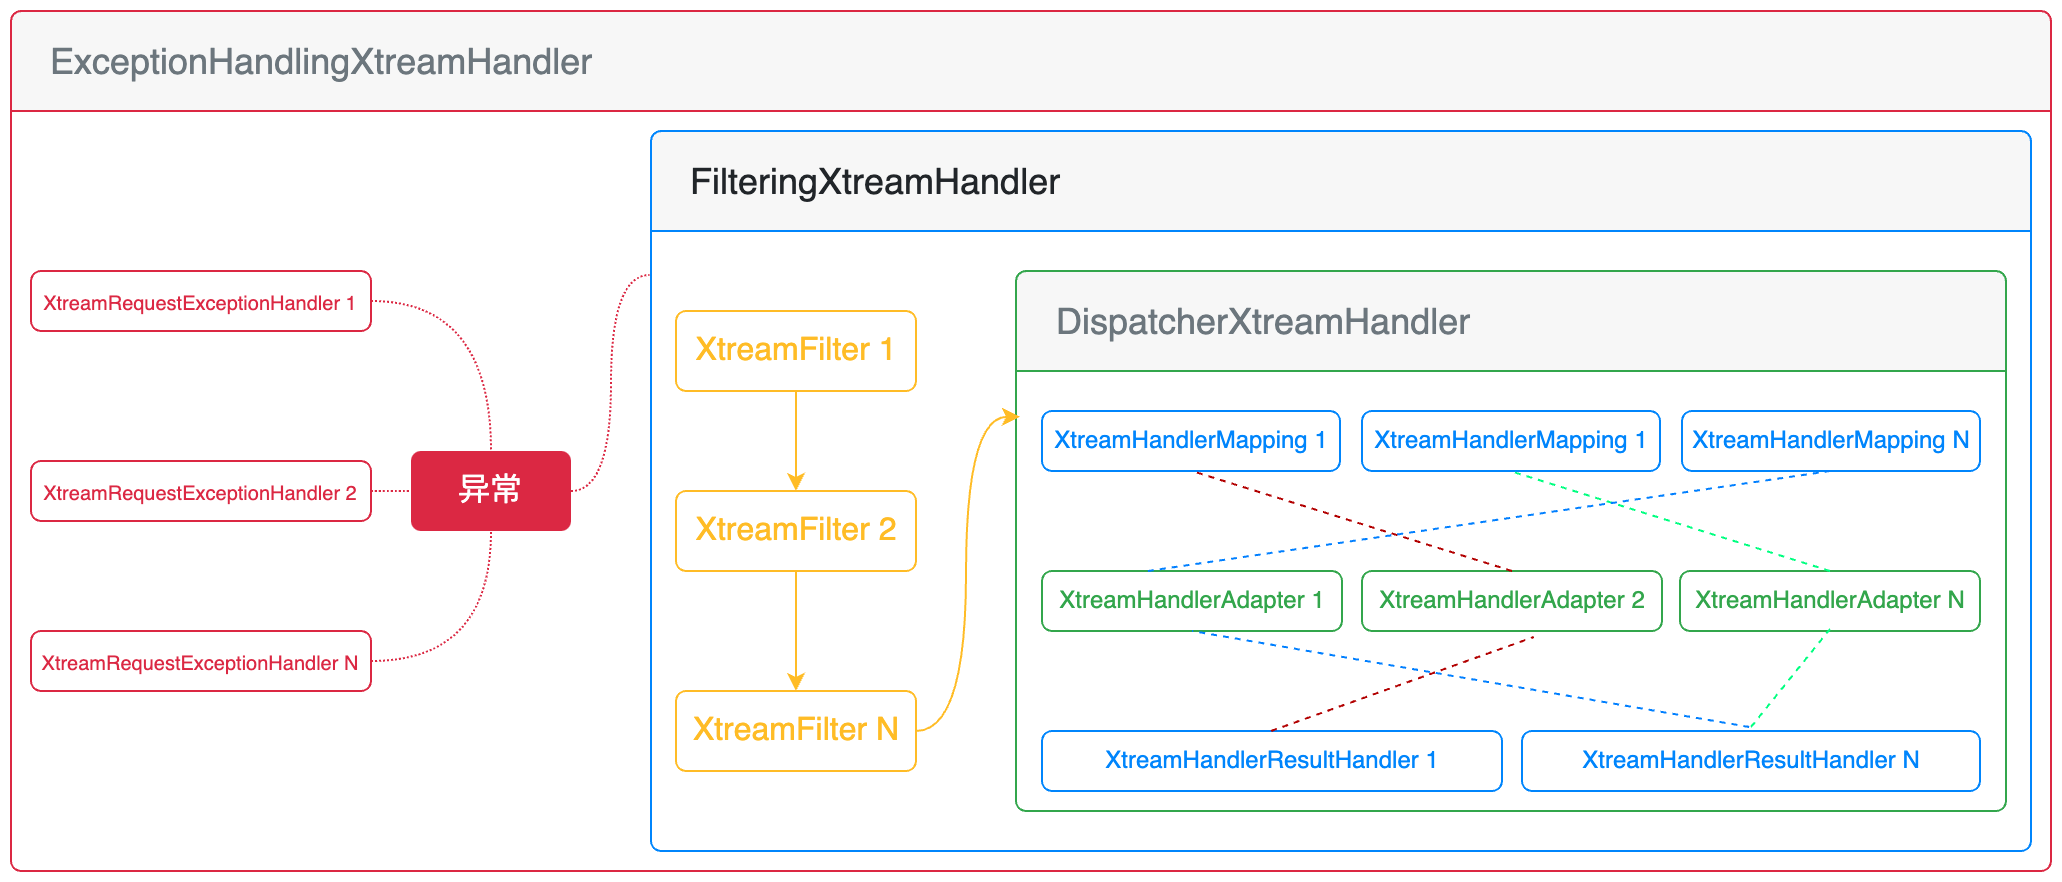 ExceptionHandlingXtreamHandler
FilteringXtreamHandler
XtreamRequestExceptionHandler 1
XtreamRequestExceptionHandler 2
XtreamRequestExceptionHandler N
异常
XtreamFilter 1
XtreamFilter 2
XtreamFilter N
DispatcherXtreamHandler
XtreamHandlerMapping 1
XtreamHandlerMapping 1
XtreamHandlerMapping N
XtreamHandlerAdapter 1
XtreamHandlerAdapter 2
XtreamHandlerAdapter N
XtreamHandlerResultHandler 1
XtreamHandlerResultHandler N